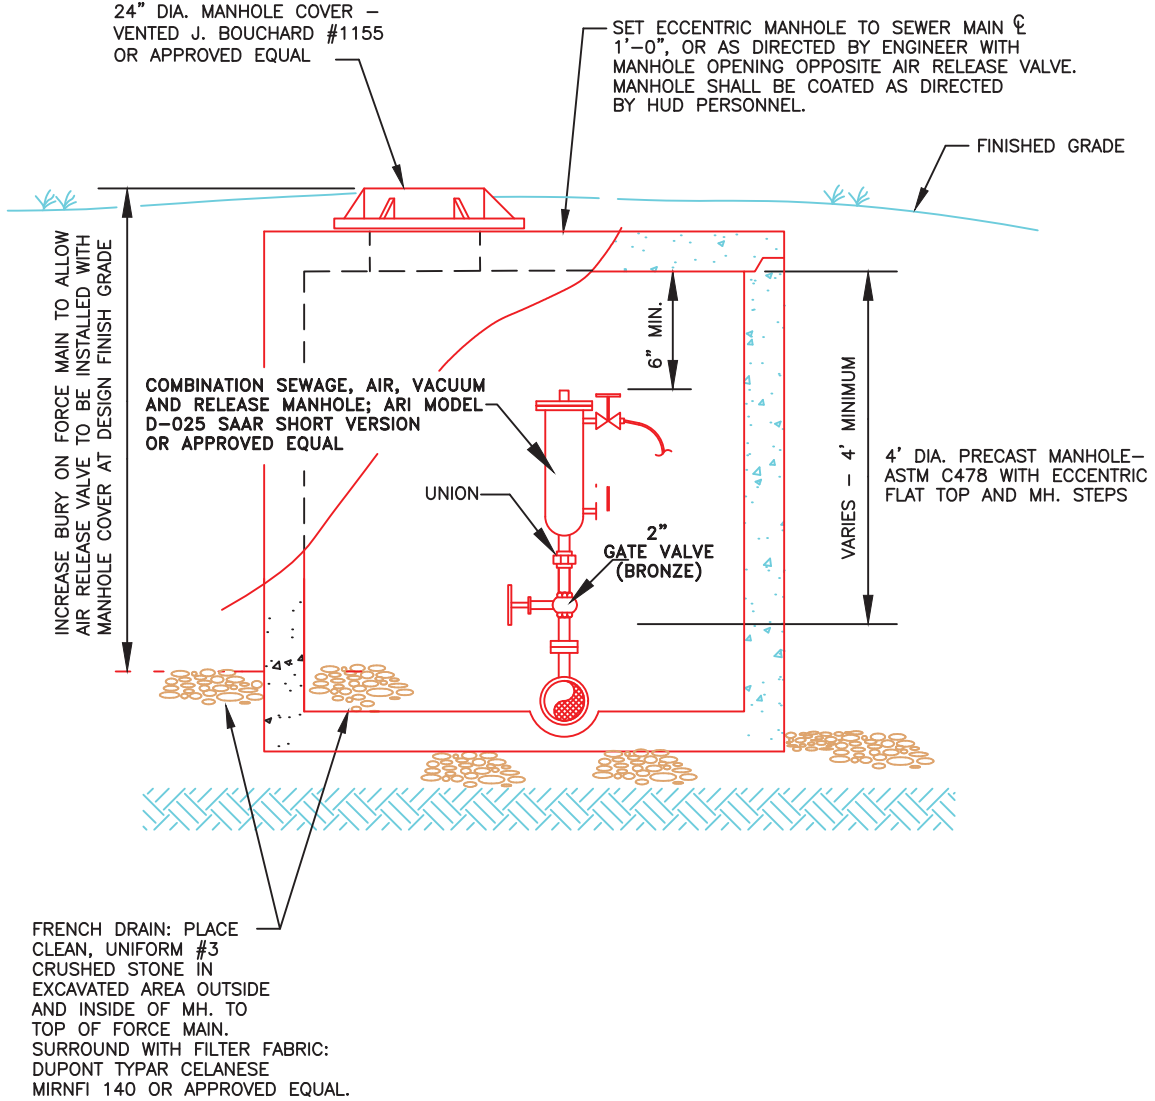 24" DIA. MANHOLE COVER –
VENTED J. BOUCHARD #1155
OR APPROVED EQUAL
SET ECCENTRIC MANHOLE TO SEWER MAIN ℄
1'–0", OR AS DIRECTED BY ENGINEER WITH
MANHOLE OPENING OPPOSITE AIR RELEASE VALVE.
MANHOLE SHALL BE COATED AS DIRECTED
BY HUD PERSONNEL.
FINISHED GRADE
INCREASE BURY ON FORCE MAIN TO ALLOW
AIR RELEASE VALVE TO BE INSTALLED WITH
MANHOLE COVER AT DESIGN FINISH GRADE
6" MIN.
COMBINATION SEWAGE, AIR, VACUUM
AND RELEASE MANHOLE; ARI MODEL
D–025 SAAR SHORT VERSION
OR APPROVED EQUAL
UNION
2"
GATE VALVE
(BRONZE)
VARIES – 4' MINIMUM
4' DIA. PRECAST MANHOLE–
ASTM C478 WITH ECCENTRIC
FLAT TOP AND MH. STEPS
FRENCH DRAIN: PLACE
CLEAN, UNIFORM #3
CRUSHED STONE IN
EXCAVATED AREA OUTSIDE
AND INSIDE OF MH. TO
TOP OF FORCE MAIN.
SURROUND WITH FILTER FABRIC:
DUPONT TYPAR CELANESE
MIRNFI 140 OR APPROVED EQUAL.